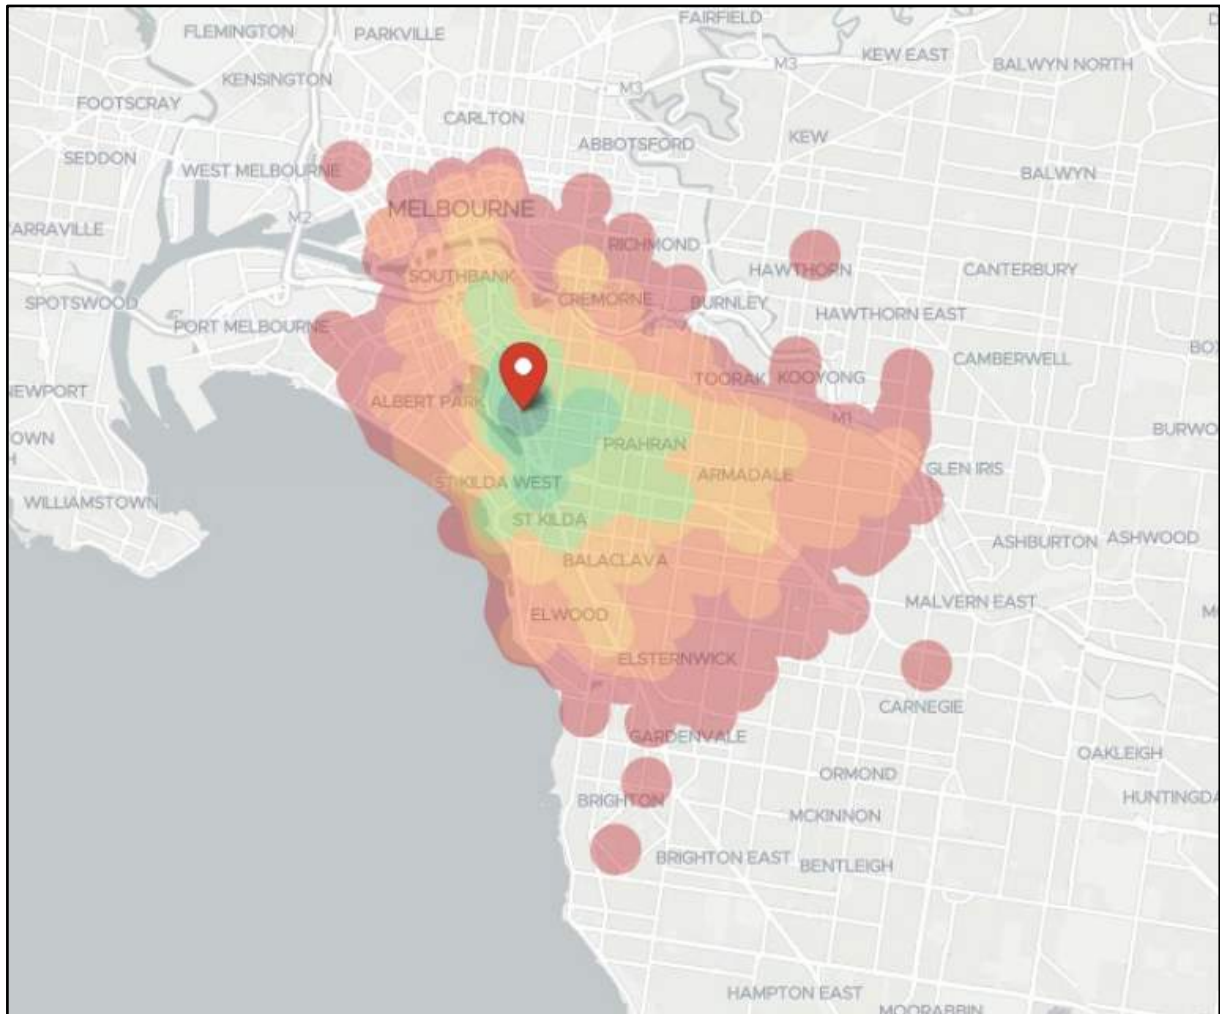 FAIRFIELD
FLEMINGTON
PARKVILLE
KEW EAST
M3
BALWYN NORTH
KENSINGTON
M3
FOOTSCRAY
CARLTON
KEW
ABBOTSFORD
SEDDON
WEST MELBOURNE
BALWYN
MELBOURNE
M2
ARRAVILLE
RICHMOND
HAWTHORN
CANTERBURY
SOUTHBANK
SPOTSWOOD
CREMORNE
BURNLEY
HAWTHORN EAST
PORT MELBOURNE
BO
CAMBERWELL
TOORAK
KOOYONG
EWPORT
ALBERT PARK
M1
BURWO
OWN
H
PRAHRAN
GLEN IRIS
ARMADALE
ST KILDA WEST
WILLIAMSTOWN
ST KILDA
ASHBURTON
ASHWOOD
BALACLAVA
MALVERN EAST
ELWOOD
M
ELSTERNWICK
CARNEGIE
GARDENVALE
OAKLEIGH
ORMOND
BRIGHTON
HUNTINGDA
MCKINNON
BRIGHTON EAST
BENTLEIGH
HAMPTON EAST
MOORABBIN